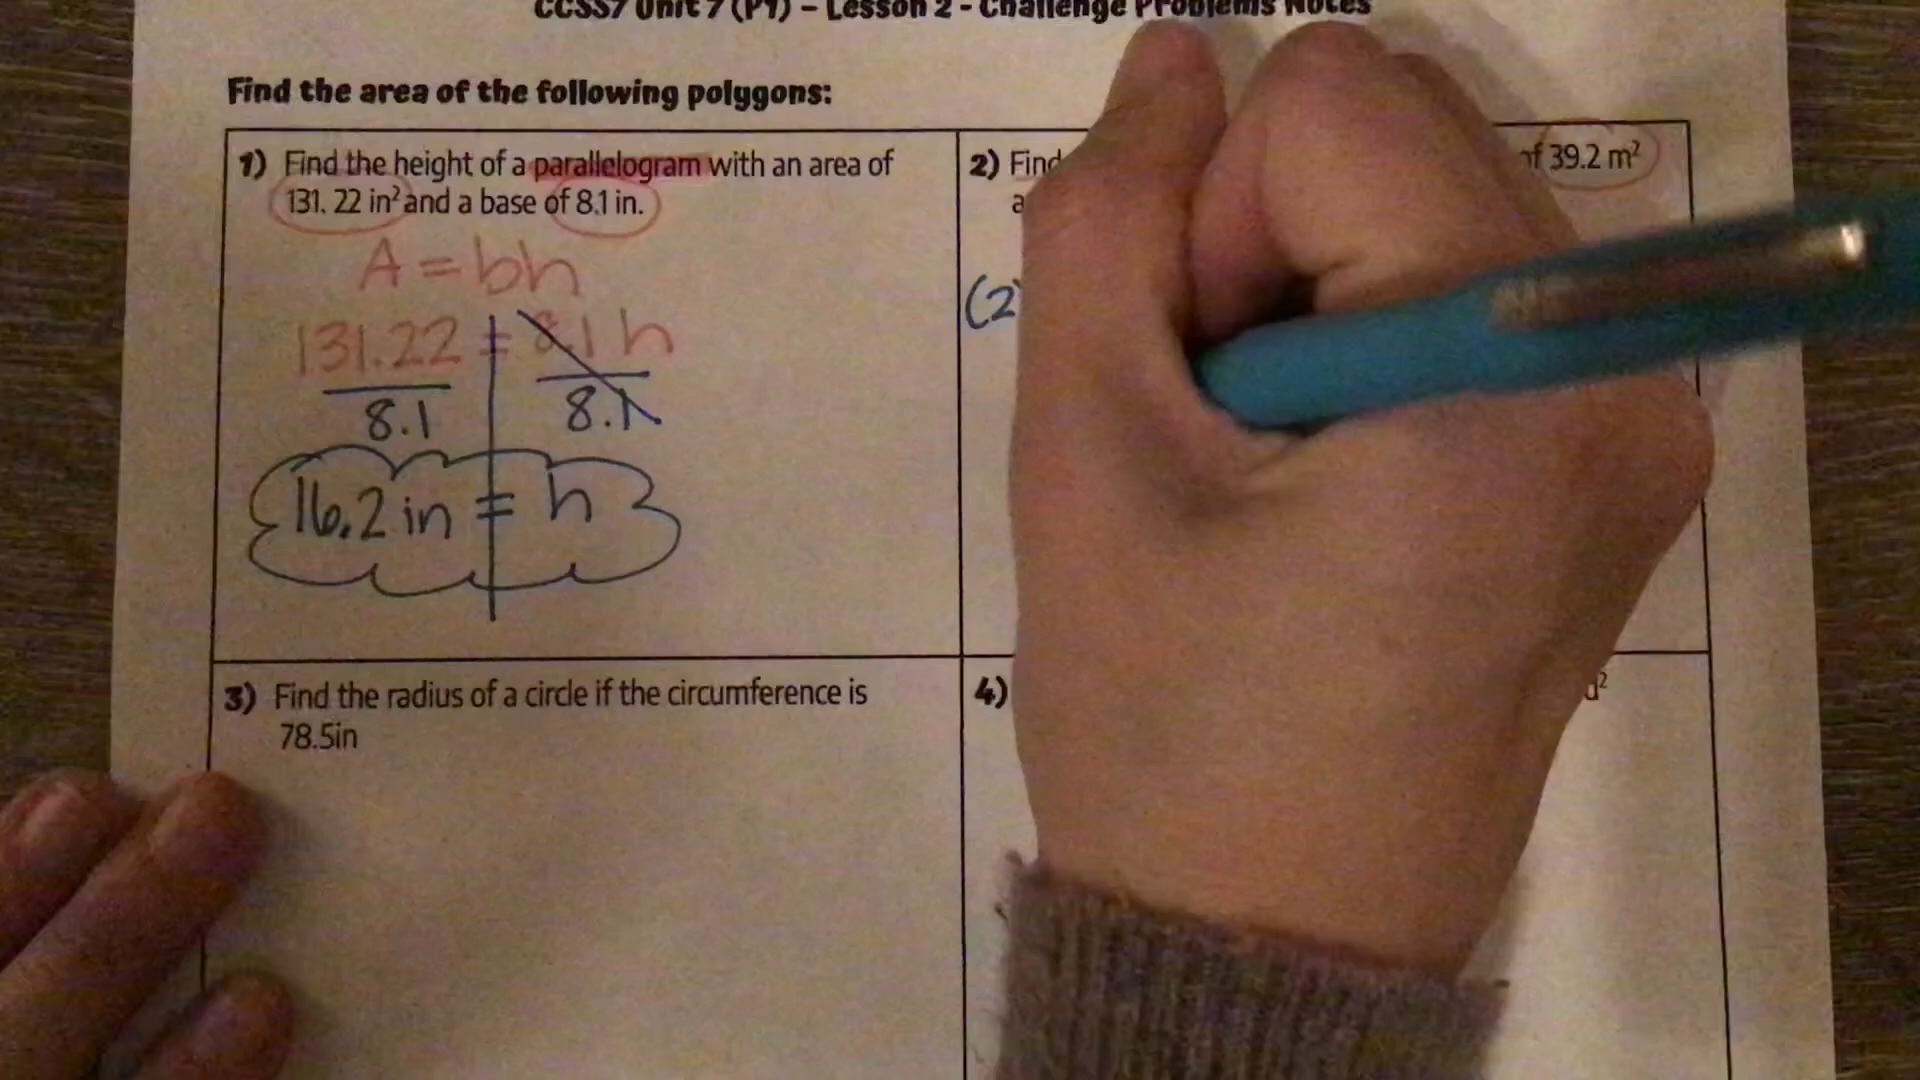 CCSS7 Unit 7 (P1) – Lesson 2 - Challenge Problems Notes
Find the area of the following polygons:
1) Find the height of a parallelogram with an area of
131. 22 in² and a base of 8.1 in.
A = bh
131.22 = 8.1 h
8.1 8.1
16.2 in = h
2) Find of 39.2 m²
a
(2
3) Find the radius of a circle if the circumference is
78.5in
4)